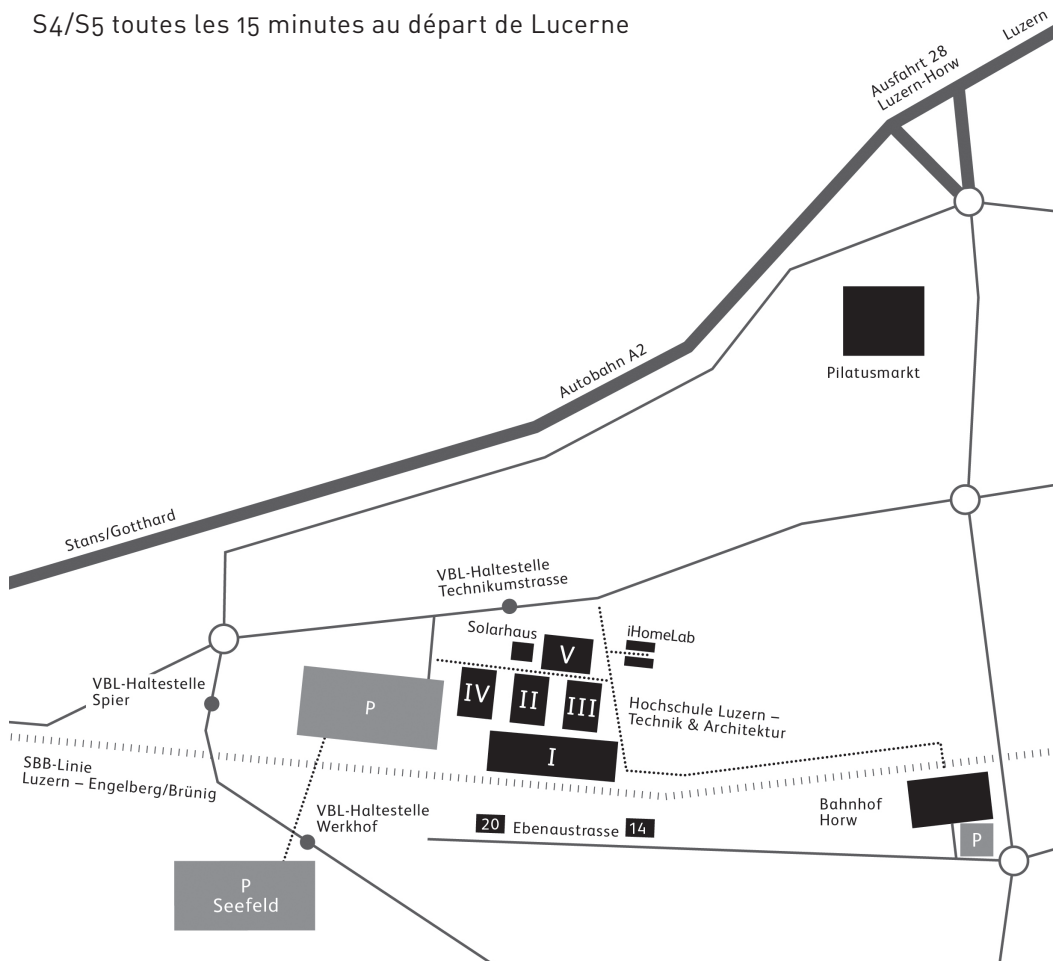 S4/S5 toutes les 15 minutes au départ de Lucerne
Luzern
Ausfahrt 28
Luzern-Horw
Pilatusmarkt
Autobahn A2
Stans/Gotthard
VBL-Haltestelle
Technikumstrasse
Solarhaus
V
iHomeLab
VBL-Haltestelle
Spier
P
IV
II
III
Hochschule Luzern –
Technik & Architektur
I
SBB-Linie
Luzern – Engelberg/Brünig
VBL-Haltestelle
Werkhof
20 Ebenaustrasse 14
Bahnhof
Horw
P
P
Seefeld